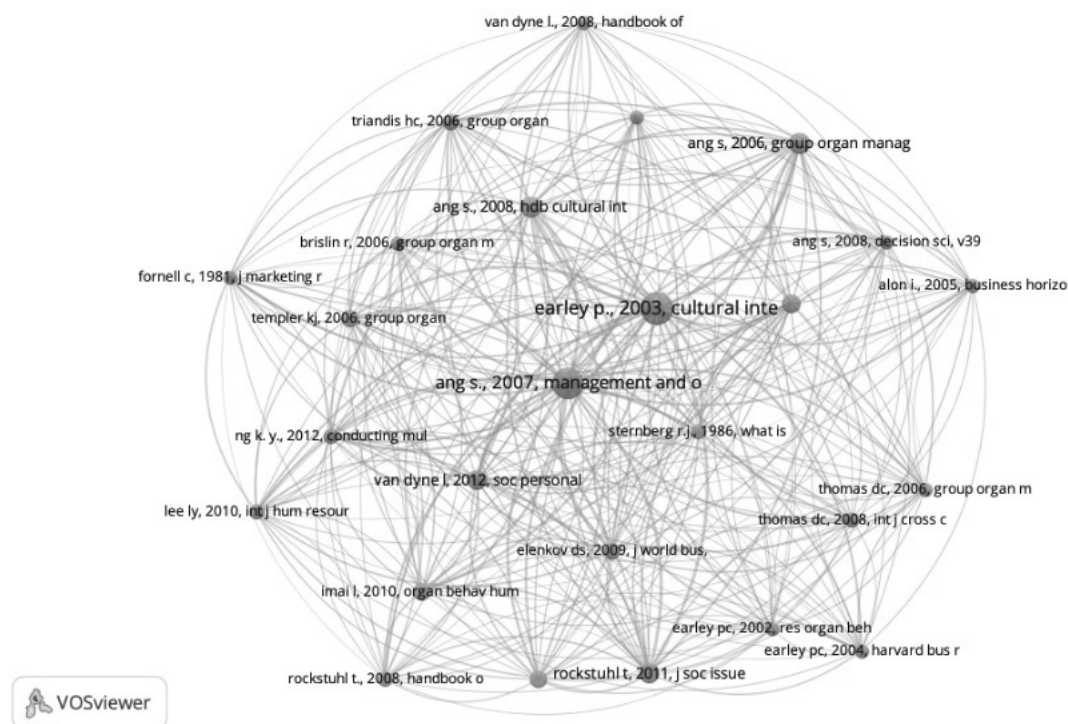 van dyne l., 2008, handbook of
triandis hc, 2006, group organ
ang s, 2006, group organ manag
ang s., 2008, hdb cultural int
brislin r, 2006, group organ m
ang s, 2008, decision sci, v39
fornell c, 1981, j marketing r
alon i., 2005, business horizo
earley p., 2003, cultural inte
templer kj, 2006, group organ
ang s., 2007, management and o
ng k. y., 2012, conducting mul
sternberg r.j., 1986, what is
van dyne l, 2012, soc personal
thomas dc, 2006, group organ m
lee ly, 2010, int j hum resour
thomas dc, 2008, int j cross c
elenkov ds, 2009, j world bus,
imai l, 2010, organ behav hum
earley pc, 2002, res organ beh
earley pc, 2004, harvard bus r
rockstuhl t., 2008, handbook o
rockstuhl t., 2011, j soc issue
VOSviewer